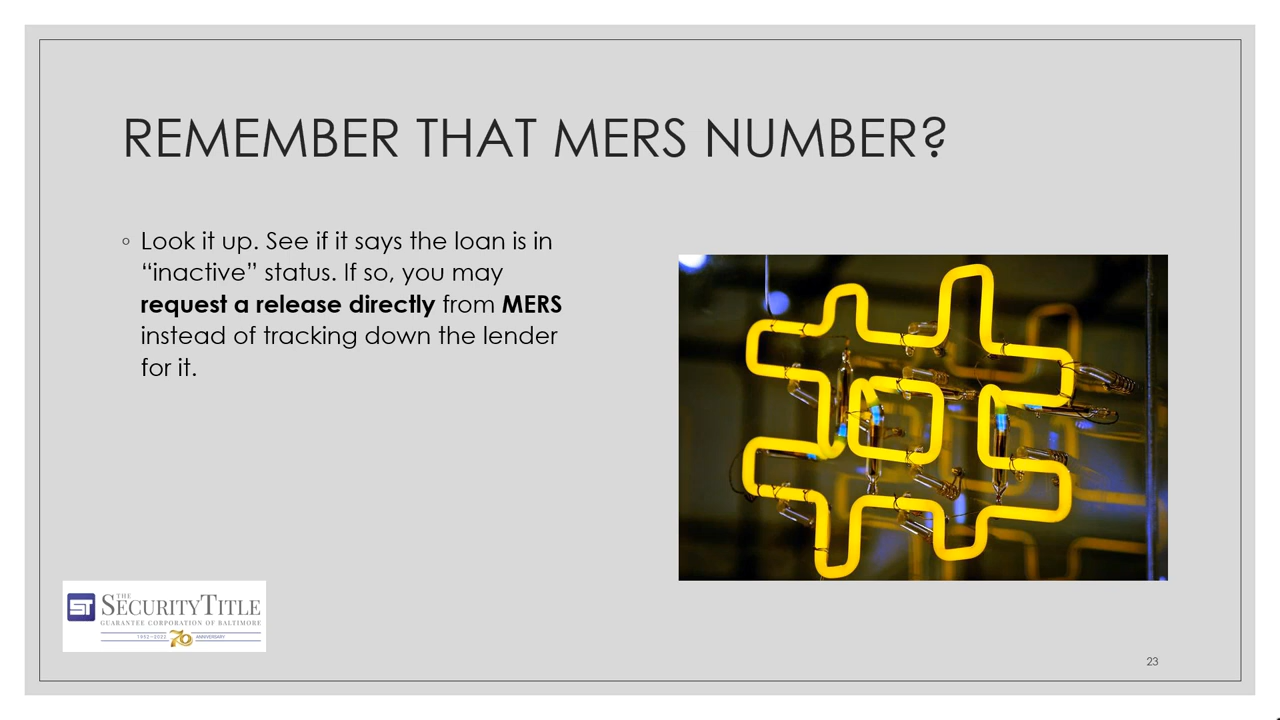 REMEMBER THAT MERS NUMBER?
◦ Look it up. See if it says the loan is in
“inactive” status. If so, you may
request a release directly from MERS
instead of tracking down the lender
for it.
ST THE SECURITYTITLE
GUARANTEE CORPORATION OF BALTIMORE
1952–2022 70 ANNIVERSARY
23